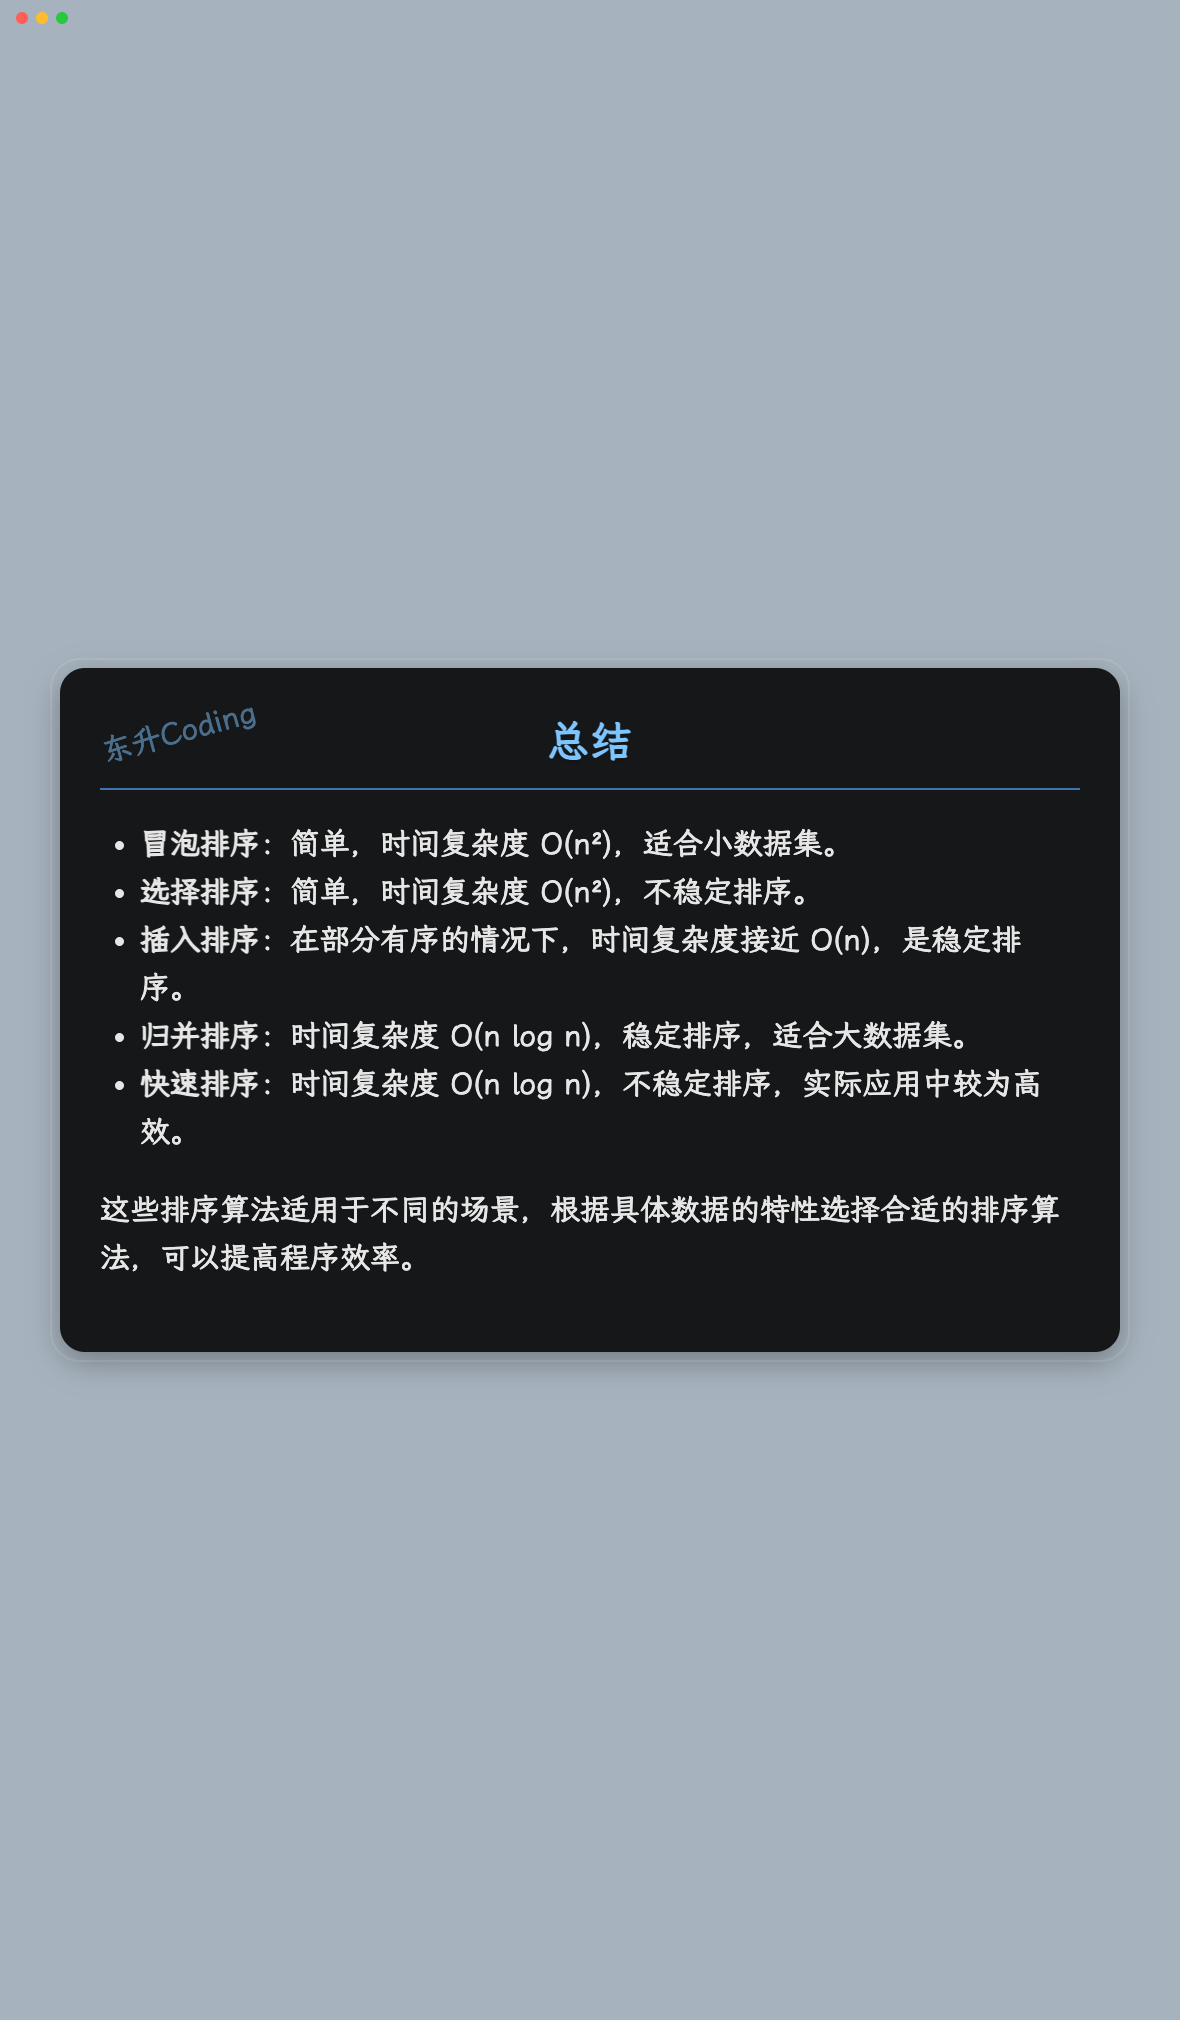 东升Coding
总结
• 冒泡排序：简单，时间复杂度 O(n²)，适合小数据集。
• 选择排序：简单，时间复杂度 O(n²)，不稳定排序。
• 插入排序：在部分有序的情况下，时间复杂度接近 O(n)，是稳定排
序。
• 归并排序：时间复杂度 O(n log n)，稳定排序，适合大数据集。
• 快速排序：时间复杂度 O(n log n)，不稳定排序，实际应用中较为高
效。
这些排序算法适用于不同的场景，根据具体数据的特性选择合适的排序算
法，可以提高程序效率。